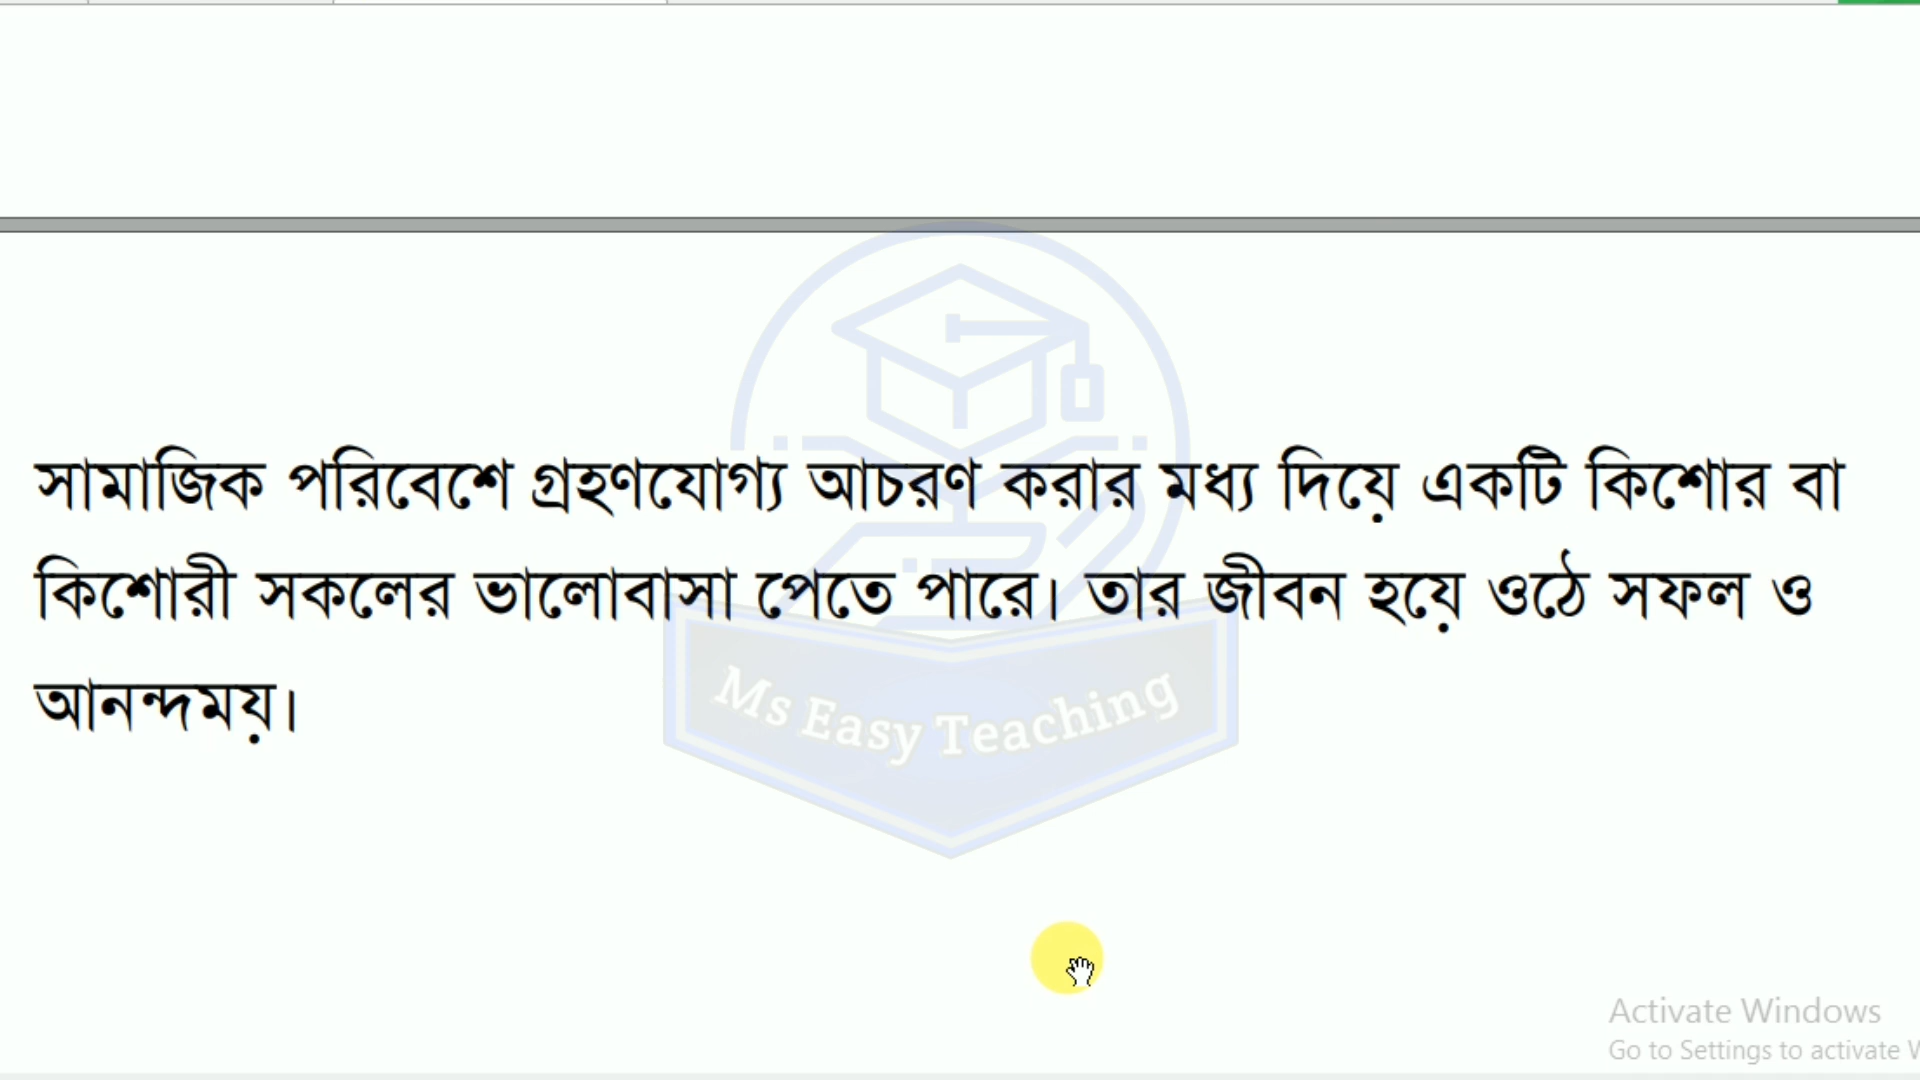 সামাজিক পরিবেশে গ্রহণযোগ্য আচরণ করার মধ্য দিয়ে একটি কিশোর বা
কিশোরী সকলের ভালোবাসা পেতে পারে। তার জীবন হয়ে ওঠে সফল ও
আনন্দময়।
Ms Easy Teaching
Activate Windows
Go to Settings to activate